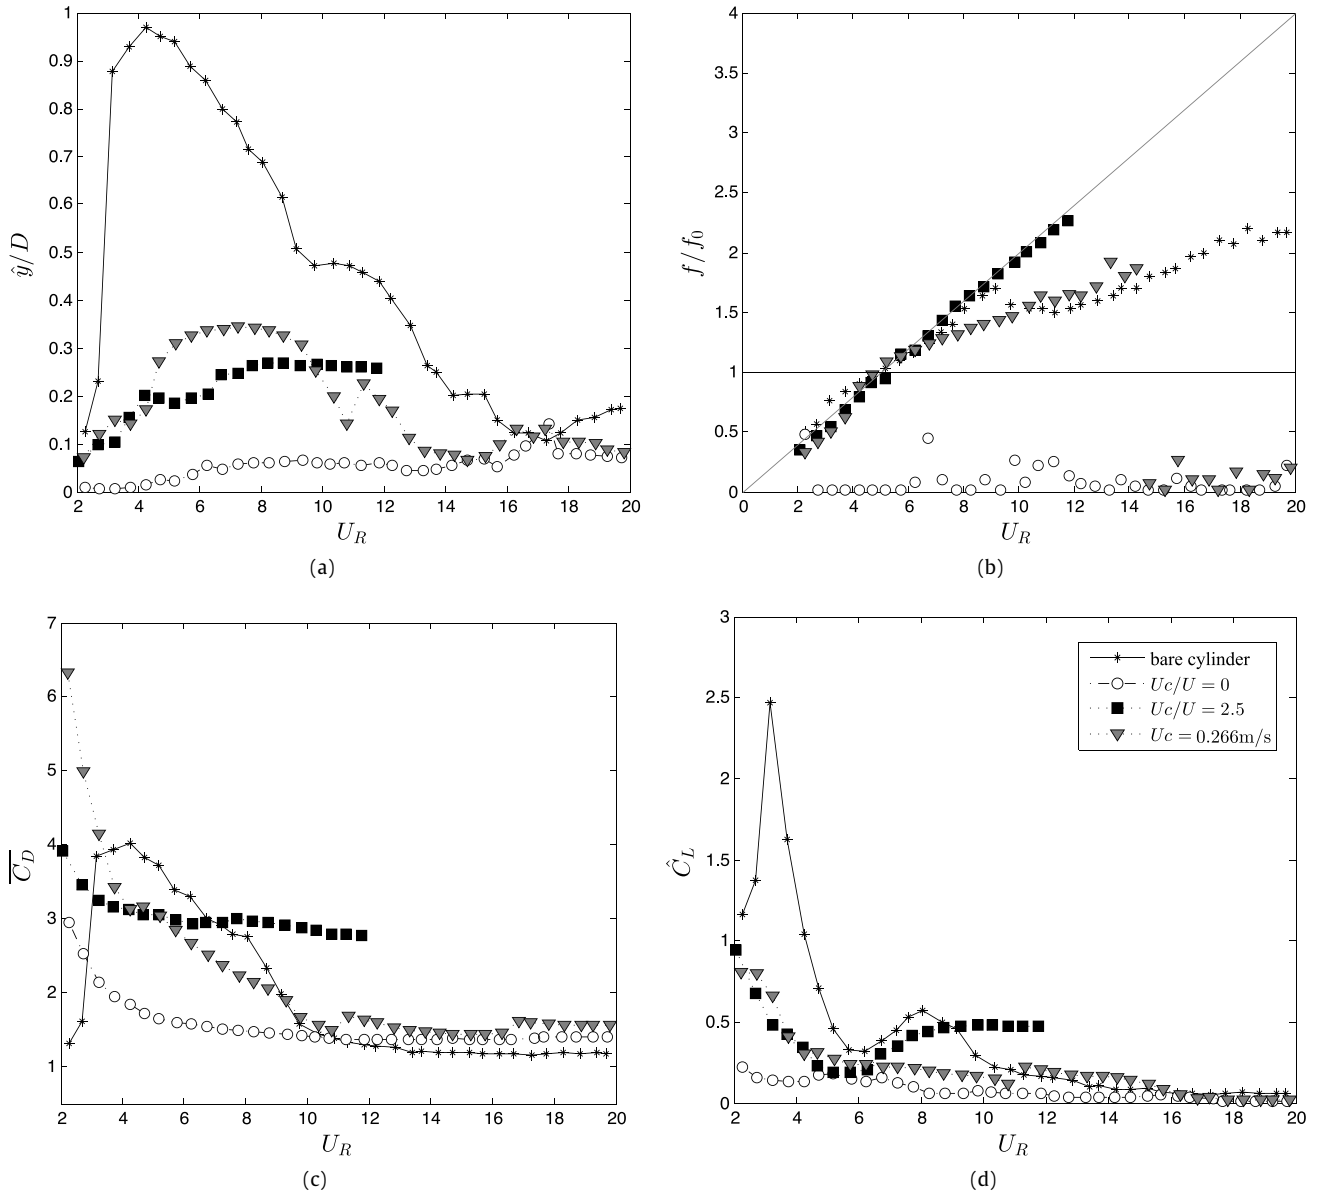 1
0.9
0.8
0.7
0.6
0.5
0.4
0.3
0.2
0.1
0
ŷ/D
2 4 6 8 10 12 14 16 18 20
U_R
(a)
4
3.5
3
2.5
2
1.5
1
0.5
0
f/f_0
0 2 4 6 8 10 12 14 16 18 20
U_R
(b)
7
6
5
4
3
2
1
C̅_D
2 4 6 8 10 12 14 16 18 20
U_R
(c)
3
2.5
2
1.5
1
0.5
0
Ĉ_L
bare cylinder
Uc/U = 0
Uc/U = 2.5
Uc = 0.266m/s
2 4 6 8 10 12 14 16 18 20
U_R
(d)